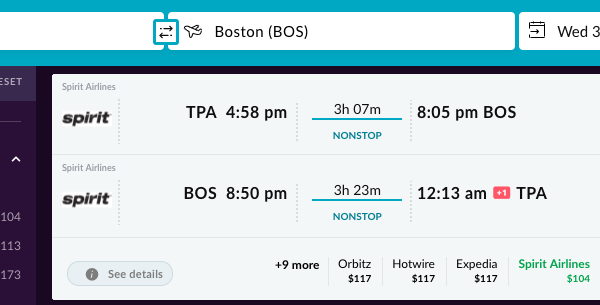 Boston (BOS)
Wed 3
ESET
Spirit Airlines
spirit
TPA 4:58 pm
3h 07m
NONSTOP
8:05 pm BOS
Spirit Airlines
spirit
BOS 8:50 pm
3h 23m
NONSTOP
12:13 am +1 TPA
104
113
173
See details
+9 more
Orbitz
$117
Hotwire
$117
Expedia
$117
Spirit Airlines
$104